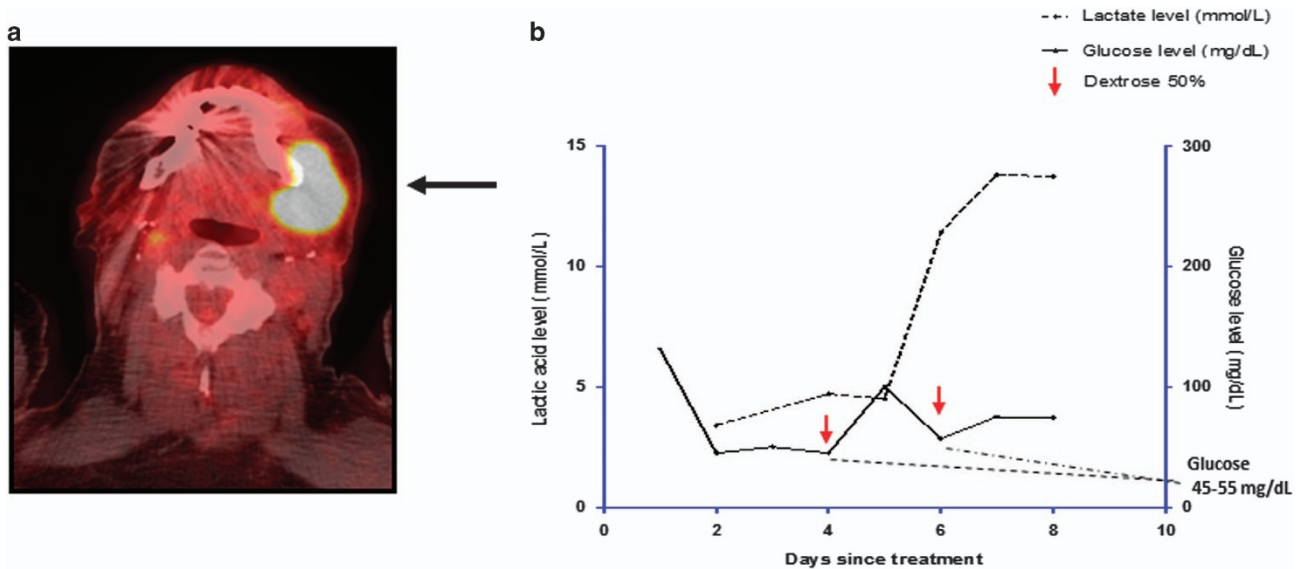 a
b
Lactate level (mmol/L)
Glucose level (mg/dL)
Dextrose 50%
15
10
5
0
Lactic acid level (mmol/L)
300
200
100
0
Glucose level (mg/dL)
Glucose
45-55 mg/dL
0
2
4
6
8
10
Days since treatment